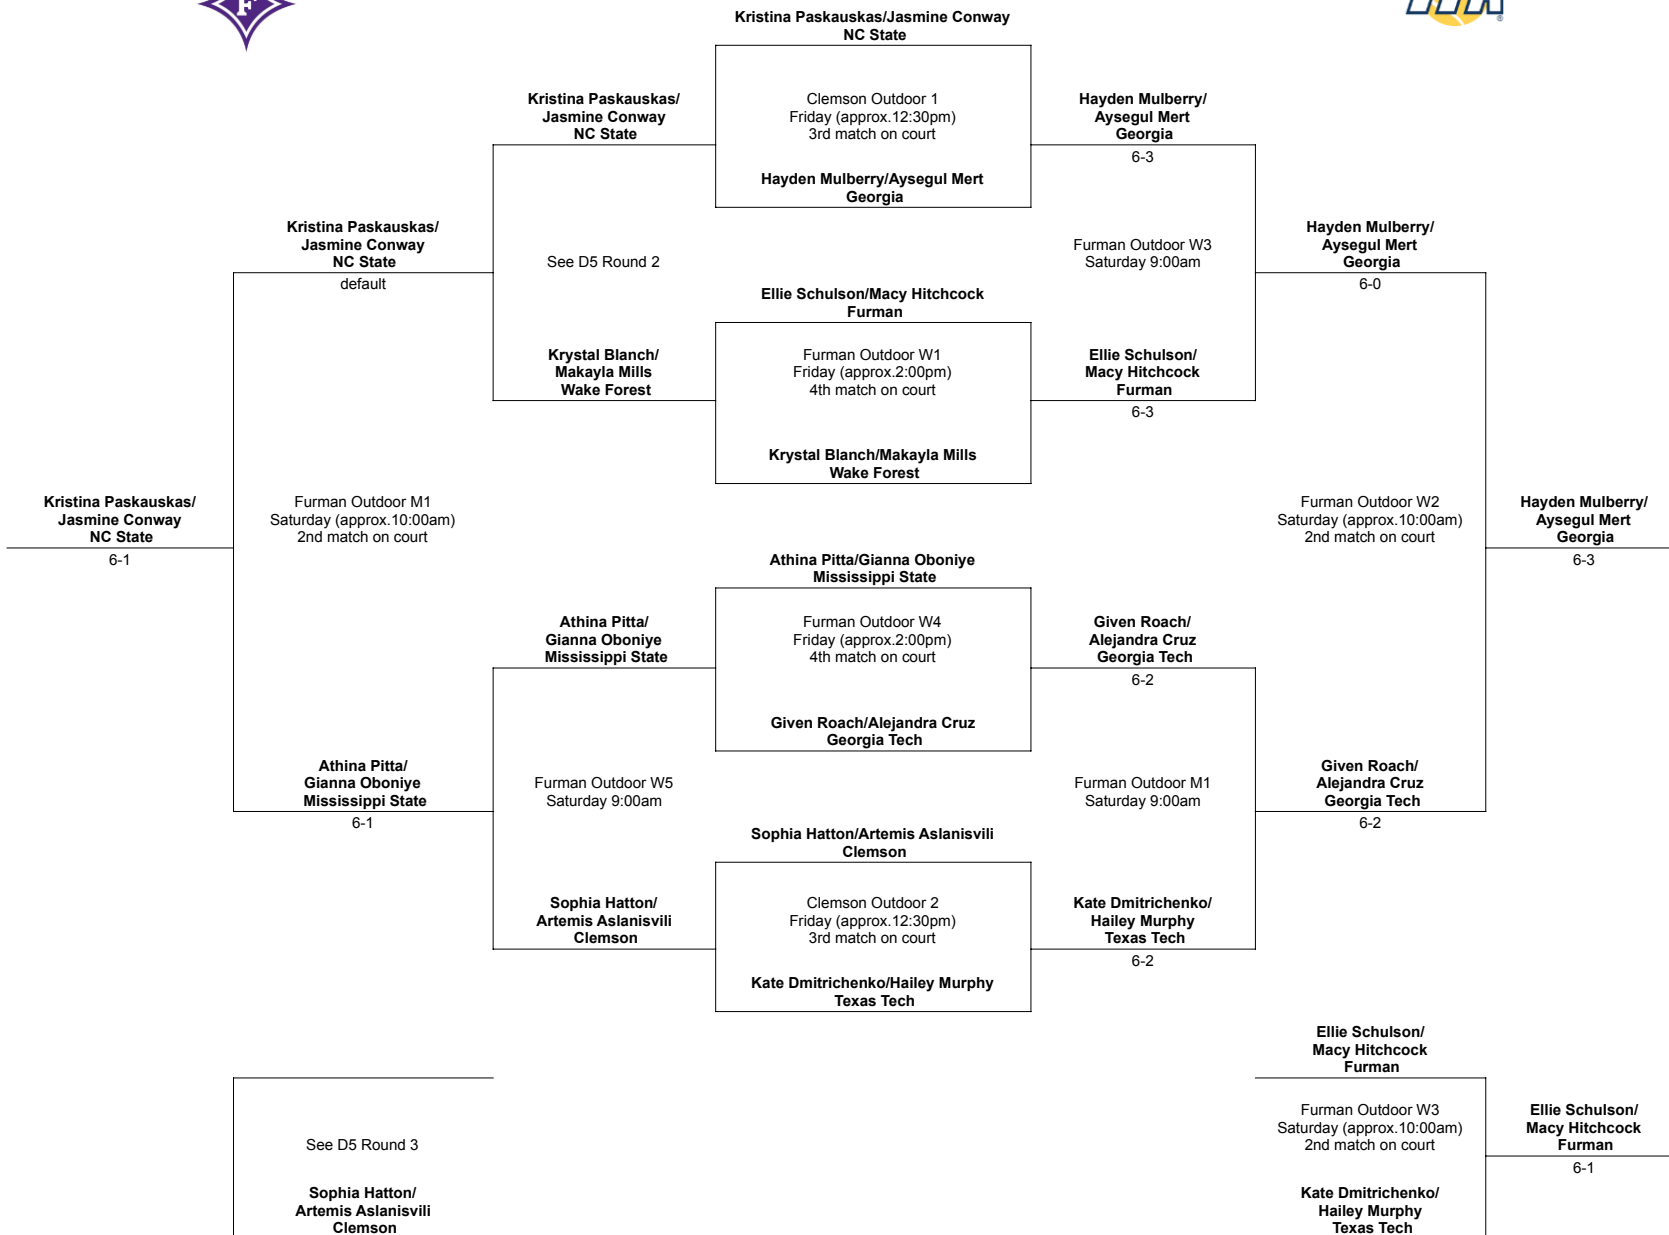 F
ITA
Kristina Paskauskas/Jasmine Conway
NC State
Kristina Paskauskas/
Jasmine Conway
NC State
Clemson Outdoor 1
Friday (approx.12:30pm)
3rd match on court
Hayden Mulberry/
Aysegul Mert
Georgia
6-3
Hayden Mulberry/Aysegul Mert
Georgia
Kristina Paskauskas/
Jasmine Conway
NC State
default
See D5 Round 2
Furman Outdoor W3
Saturday 9:00am
Hayden Mulberry/
Aysegul Mert
Georgia
6-0
Ellie Schulson/Macy Hitchcock
Furman
Krystal Blanch/
Makayla Mills
Wake Forest
Furman Outdoor W1
Friday (approx.2:00pm)
4th match on court
Ellie Schulson/
Macy Hitchcock
Furman
6-3
Krystal Blanch/Makayla Mills
Wake Forest
Kristina Paskauskas/
Jasmine Conway
NC State
6-1
Furman Outdoor M1
Saturday (approx.10:00am)
2nd match on court
Furman Outdoor W2
Saturday (approx.10:00am)
2nd match on court
Hayden Mulberry/
Aysegul Mert
Georgia
6-3
Athina Pitta/Gianna Oboniye
Mississippi State
Athina Pitta/
Gianna Oboniye
Mississippi State
Furman Outdoor W4
Friday (approx.2:00pm)
4th match on court
Given Roach/
Alejandra Cruz
Georgia Tech
6-2
Given Roach/Alejandra Cruz
Georgia Tech
Athina Pitta/
Gianna Oboniye
Mississippi State
6-1
Furman Outdoor W5
Saturday 9:00am
Furman Outdoor M1
Saturday 9:00am
Given Roach/
Alejandra Cruz
Georgia Tech
6-2
Sophia Hatton/Artemis Aslanisvili
Clemson
Sophia Hatton/
Artemis Aslanisvili
Clemson
Clemson Outdoor 2
Friday (approx.12:30pm)
3rd match on court
Kate Dmitrichenko/
Hailey Murphy
Texas Tech
6-2
Kate Dmitrichenko/Hailey Murphy
Texas Tech
Ellie Schulson/
Macy Hitchcock
Furman
See D5 Round 3
Furman Outdoor W3
Saturday (approx.10:00am)
2nd match on court
Ellie Schulson/
Macy Hitchcock
Furman
6-1
Sophia Hatton/
Artemis Aslanisvili
Clemson
Kate Dmitrichenko/
Hailey Murphy
Texas Tech